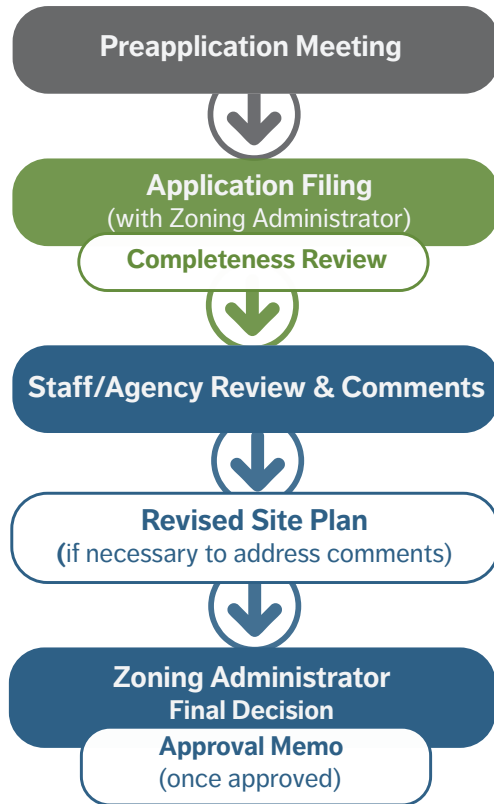 Preapplication Meeting
Application Filing
(with Zoning Administrator)
Completeness Review
Staff/Agency Review & Comments
Revised Site Plan
(if necessary to address comments)
Zoning Administrator
Final Decision
Approval Memo
(once approved)